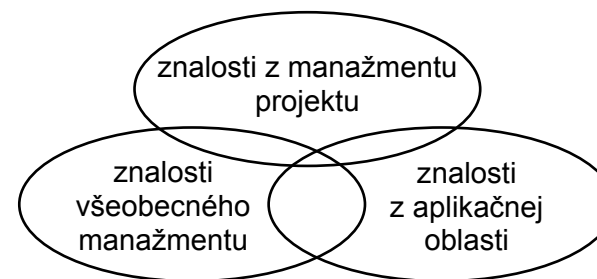 znalosti z manažmentu
projektu
znalosti
všeobecného
manažmentu
znalosti
z aplikačnej
oblasti